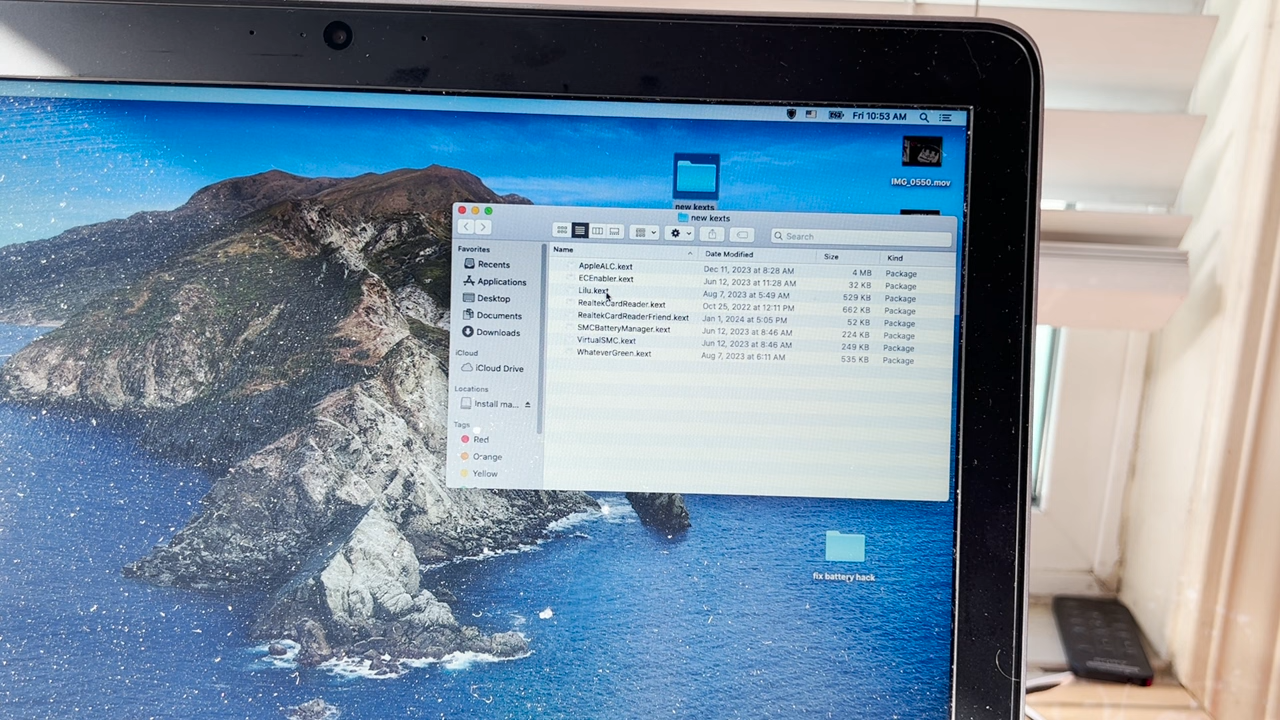 Fri 10:53 AM
IMG_0550.mov
new kexts
new kexts
Search
Favorites
Recents
Applications
Desktop
Documents
Downloads
iCloud
iCloud Drive
Locations
Install ma...
Tags
Red
Orange
Yellow
Name Date Modified Size Kind
AppleALC.kext Dec 11, 2023 at 8:28 AM 4 MB Package
ECEnabler.kext Jun 12, 2023 at 11:28 AM 32 KB Package
Lilu.kext Aug 7, 2023 at 5:49 AM 529 KB Package
RealtekCardReader.kext Oct 25, 2022 at 12:11 PM 662 KB Package
RealtekCardReaderFriend.kext Jan 1, 2024 at 5:05 PM 52 KB Package
SMCBatteryManager.kext Jun 12, 2023 at 8:46 AM 224 KB Package
VirtualSMC.kext Jun 12, 2023 at 8:46 AM 249 KB Package
WhateverGreen.kext Aug 7, 2023 at 6:11 AM 535 KB Package
fix battery hack